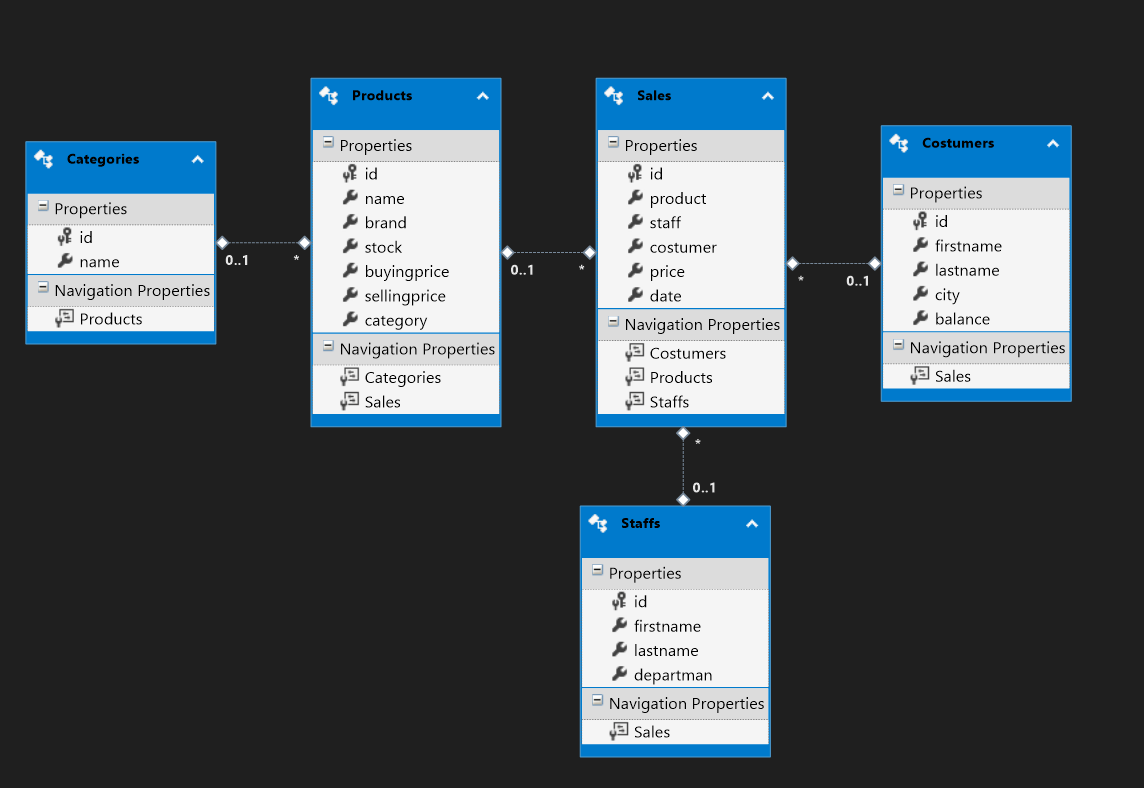 Categories
Properties
id
name
Navigation Properties
Products
0..1
*
Products
Properties
id
name
brand
stock
buyingprice
sellingprice
category
Navigation Properties
Categories
Sales
0..1
*
Sales
Properties
id
product
staff
costumer
price
date
Navigation Properties
Costumers
Products
Staffs
*
0..1
Costumers
Properties
id
firstname
lastname
city
balance
Navigation Properties
Sales
*
0..1
Staffs
Properties
id
firstname
lastname
departman
Navigation Properties
Sales